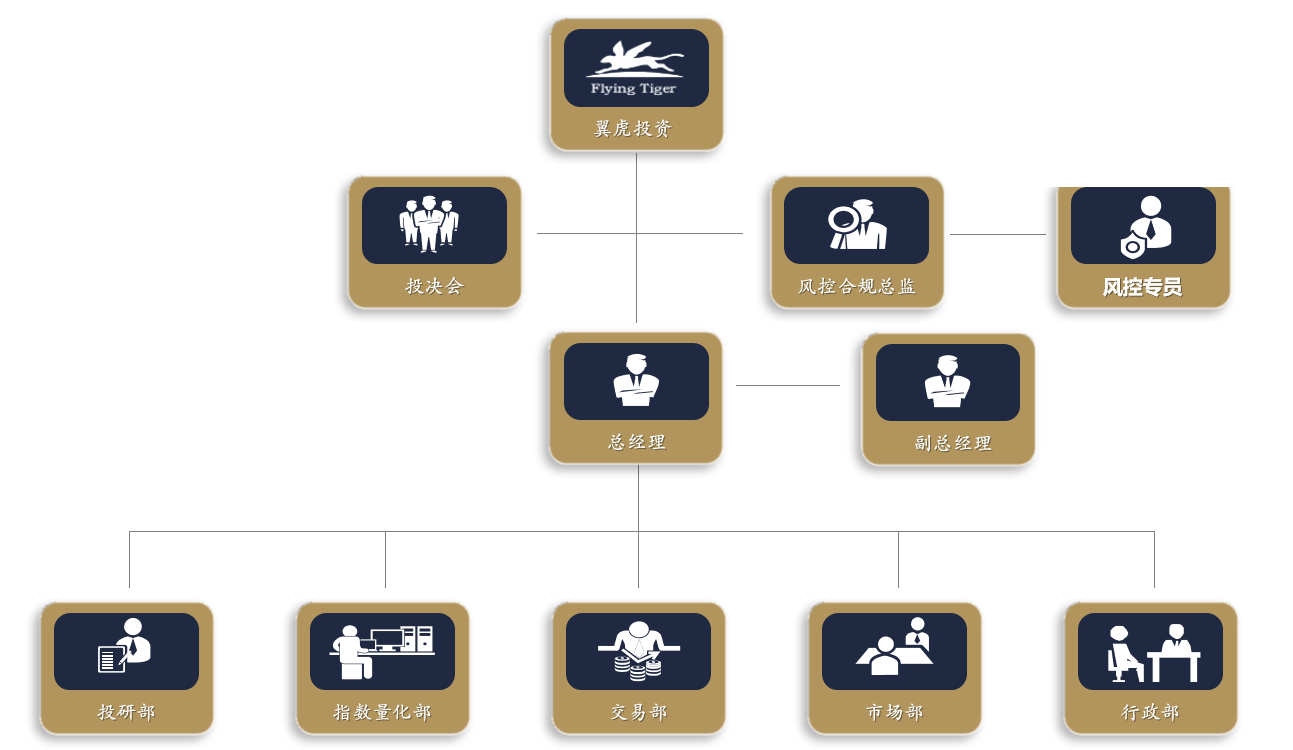 Flying Tiger
翼虎投资
投决会
风控合规总监
风控专员
总经理
副总经理
投研部
指数量化部
交易部
市场部
行政部